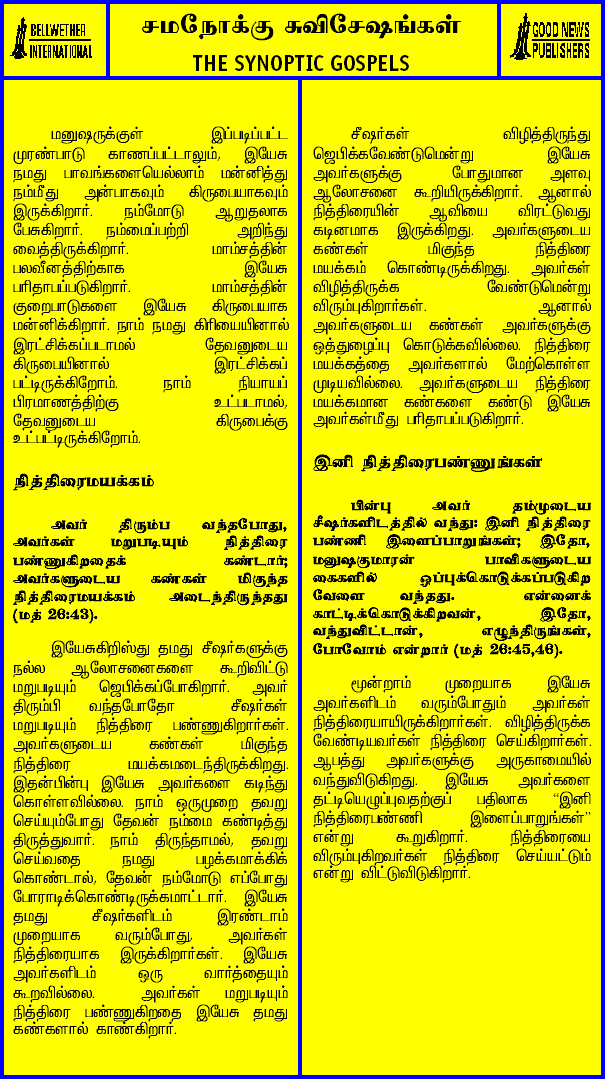 BELLWETHER
INTERNATIONAL
சமநோக்கு சுவிசேஷங்கள்
THE SYNOPTIC GOSPELS
GOOD NEWS
PUBLISHERS
மனுஷருக்குள் இப்படிப்பட்ட
முரண்பாடு காணப்பட்டாலும், இயேசு
நமது பாவங்களையெல்லாம் மன்னித்து
நம்மீது அன்பாகவும் கிருபையாகவும்
இருக்கிறார். நம்மோடு ஆறுதலாக
பேசுகிறார். நம்மைப்பற்றி அறிந்து
வைத்திருக்கிறார். மாம்சத்தின்
பலவீனத்திற்காக இயேசு
பரிதாபப்படுகிறார். மாம்சத்தின்
குறைபாடுகளை இயேசு கிருபையாக
மன்னிக்கிறார். நாம் நமது கிரியையினால்
இரட்சிக்கப்படாமல் தேவனுடைய
கிருபையினால் இரட்சிக்கப்
பட்டிருக்கிறோம். நாம் நியாயப்
பிரமாணத்திற்கு உட்படாமல்,
தேவனுடைய கிருபைக்கு
உட்பட்டிருக்கிறோம்.
நித்திரைமயக்கம்
அவர் திரும்ப வந்தபோது,
அவர்கள் மறுபடியும் நித்திரை
பண்ணுகிறதைக் கண்டார்;
அவர்களுடைய கண்கள் மிகுந்த
நித்திரைமயக்கம் அடைந்திருந்தது
(மத் 26:43).
இயேசுகிறிஸ்து தமது சீஷர்களுக்கு
நல்ல ஆலோசனைகளை கூறிவிட்டு
மறுபடியும் ஜெபிக்கப்போகிறார். அவர்
திரும்பி வந்தபோதோ சீஷர்கள்
மறுபடியும் நித்திரை பண்ணுகிறார்கள்.
அவர்களுடைய கண்கள் மிகுந்த
நித்திரை மயக்கமடைந்திருக்கிறது.
இதன்பின்பு இயேசு அவர்களை கடிந்து
கொள்ளவில்லை. நாம் ஒருமுறை தவறு
செய்யும்போது தேவன் நம்மை கண்டித்து
திருத்துவார். நாம் திருந்தாமல், தவறு
செய்வதை நமது பழக்கமாக்கிக்
கொண்டால், தேவன் நம்மோடு எப்போது
போராடிக்கொண்டிருக்கமாட்டார். இயேசு
தமது சீஷர்களிடம் இரண்டாம்
முறையாக வரும்போது, அவர்கள்
நித்திரையாக இருக்கிறார்கள். இயேசு
அவர்களிடம் ஒரு வார்த்தையும்
கூறவில்லை. அவர்கள் மறுபடியும்
நித்திரை பண்ணுகிறதை இயேசு தமது
கண்களால் காண்கிறார்.
சீஷர்கள் விழித்திருந்து
ஜெபிக்கவேண்டுமென்று இயேசு
அவர்களுக்கு போதுமான அளவு
ஆலோசனை கூறியிருக்கிறார். ஆனால்
நித்திரையின் ஆவியை விரட்டுவது
கடினமாக இருக்கிறது. அவர்களுடைய
கண்கள் மிகுந்த நித்திரை
மயக்கம் கொண்டிருக்கிறது. அவர்கள்
விழித்திருக்க வேண்டுமென்று
விரும்புகிறார்கள். ஆனால்
அவர்களுடைய கண்கள் அவர்களுக்கு
ஒத்துழைப்பு கொடுக்கவில்லை. நித்திரை
மயக்கத்தை அவர்களால் மேற்கொள்ள
முடியவில்லை. அவர்களுடைய நித்திரை
மயக்கமான கண்களை கண்டு இயேசு
அவர்கள்மீது பரிதாபப்படுகிறார்.
இனி நித்திரைபண்ணுங்கள்
பின்பு அவர் தம்முடைய
சீஷர்களிடத்தில் வந்து: இனி நித்திரை
பண்ணி இளைப்பாறுங்கள்; இதோ,
மனுஷகுமாரன் பாவிகளுடைய
கைகளில் ஒப்புக்கொடுக்கப்படுகிற
வேளை வந்தது. என்னைக்
காட்டிக்கொடுக்கிறவன், இதோ,
வந்துவிட்டான், எழுந்திருங்கள்,
போவோம் என்றார் (மத் 26:45,46).
மூன்றாம் முறையாக இயேசு
அவர்களிடம் வரும்போதும் அவர்கள்
நித்திரையாயிருக்கிறார்கள். விழித்திருக்க
வேண்டியவர்கள் நித்திரை செய்கிறார்கள்.
ஆபத்து அவர்களுக்கு அருகாமையில்
வந்துவிடுகிறது. இயேசு அவர்களை
தட்டியெழுப்புவதற்குப் பதிலாக “இனி
நித்திரைபண்ணி இளைப்பாறுங்கள்”
என்று கூறுகிறார். நித்திரையை
விரும்புகிறவர்கள் நித்திரை செய்யட்டும்
என்று விட்டுவிடுகிறார்.